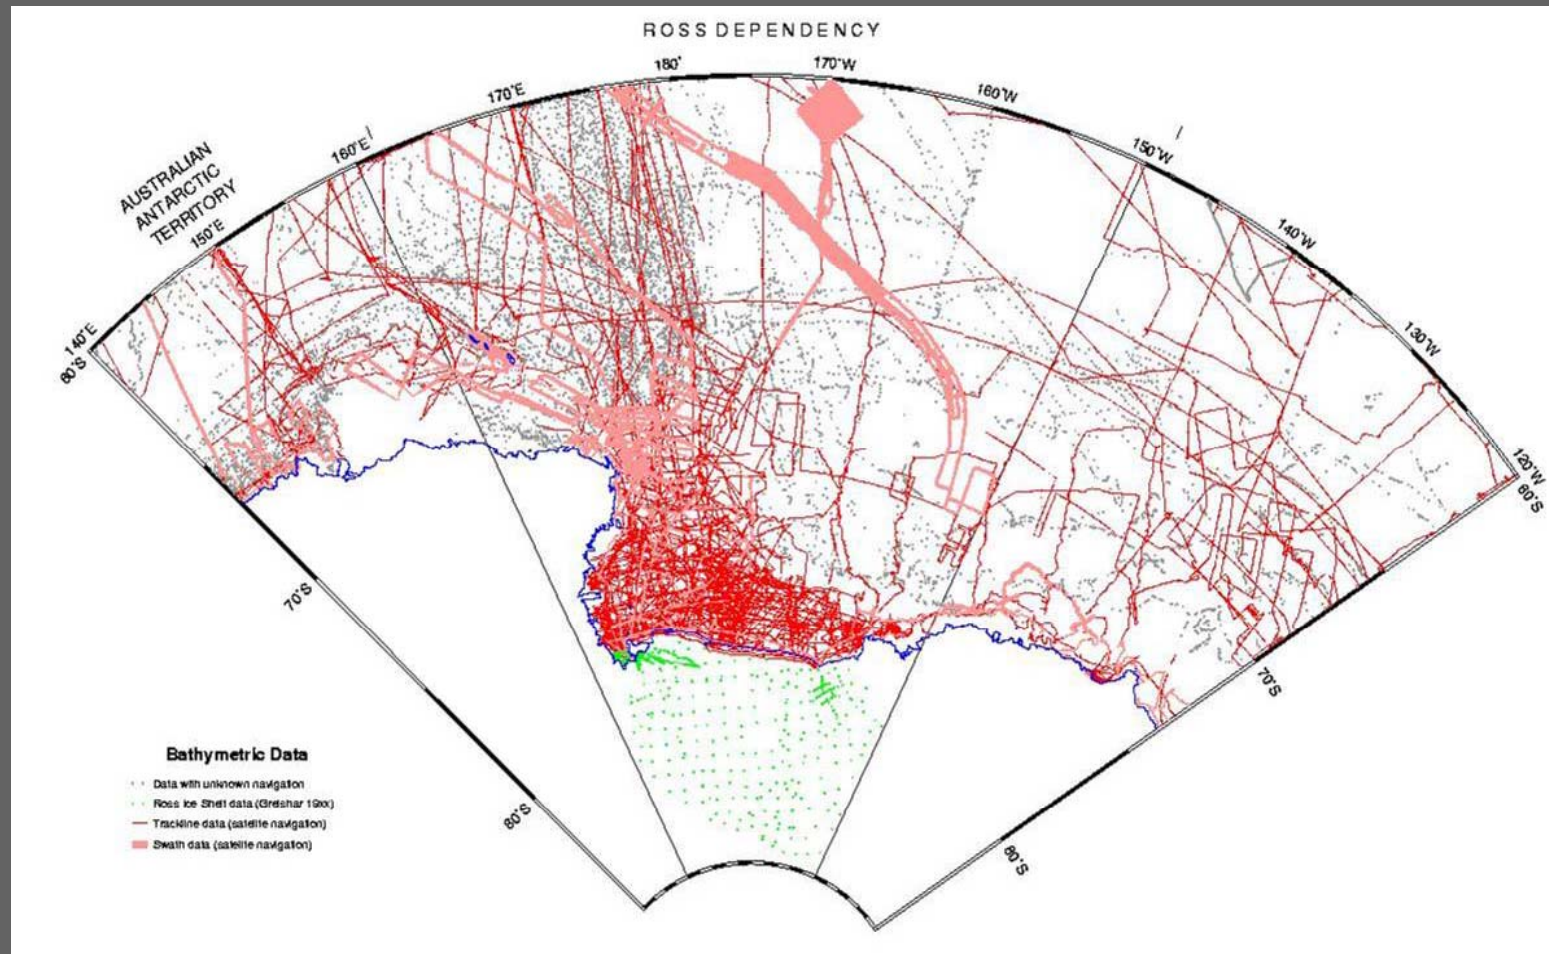 ROSS DEPENDENCY
180°
170°W
170°E
160°W
160°E
150°W
AUSTRALIAN
ANTARCTIC
TERRITORY
150°E
140°W
140°E
60°S
130°W
120°W
60°S
70°S
70°S
80°S
80°S
Bathymetric Data
Data with unknown navigation
Ross Ice Shelf data (Greishar 19xx)
Trackline data (satellite navigation)
Swath data (satellite navigation)